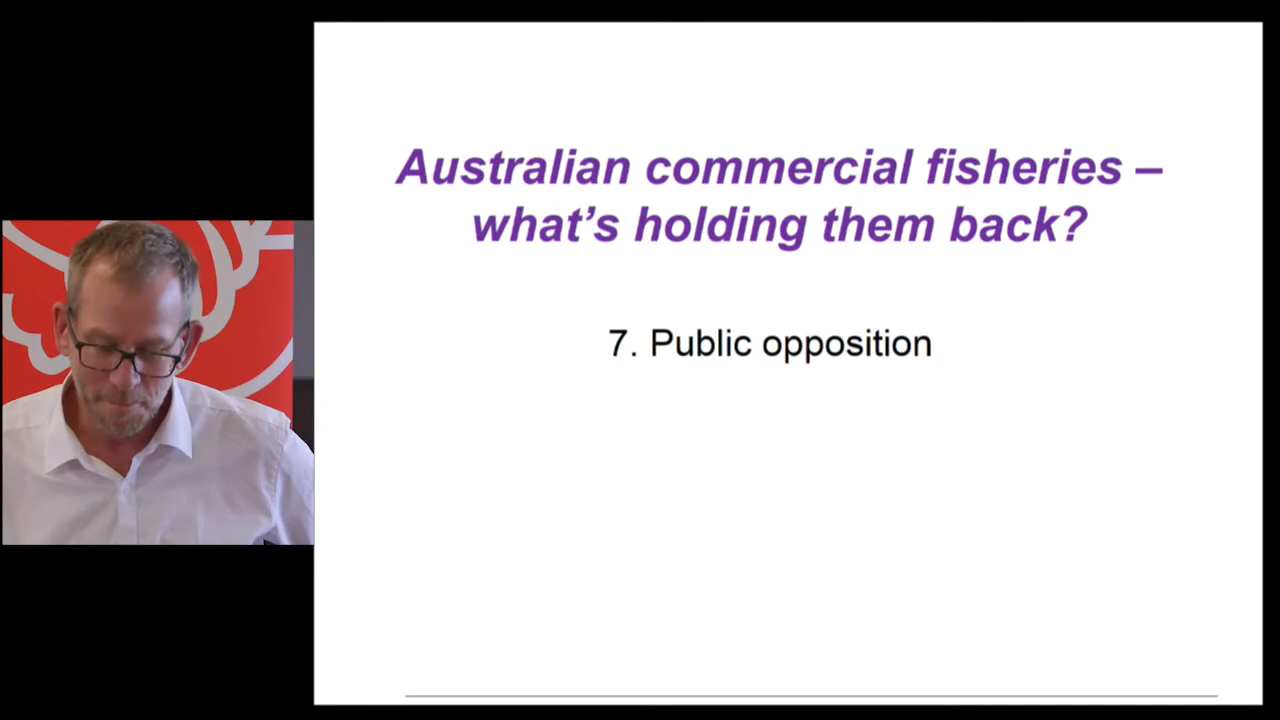 Australian commercial fisheries –
what's holding them back?
7. Public opposition